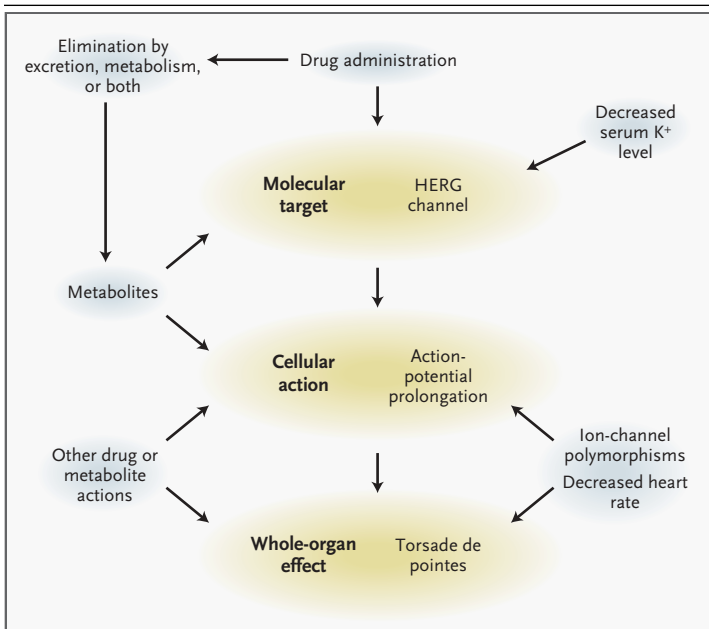 Elimination by
excretion, metabolism,
or both
Drug administration
Decreased
serum K⁺
level
Molecular
target
HERG
channel
Metabolites
Cellular
action
Action-
potential
prolongation
Other drug or
metabolite
actions
Ion-channel
polymorphisms
Decreased heart
rate
Whole-organ
effect
Torsade de
pointes